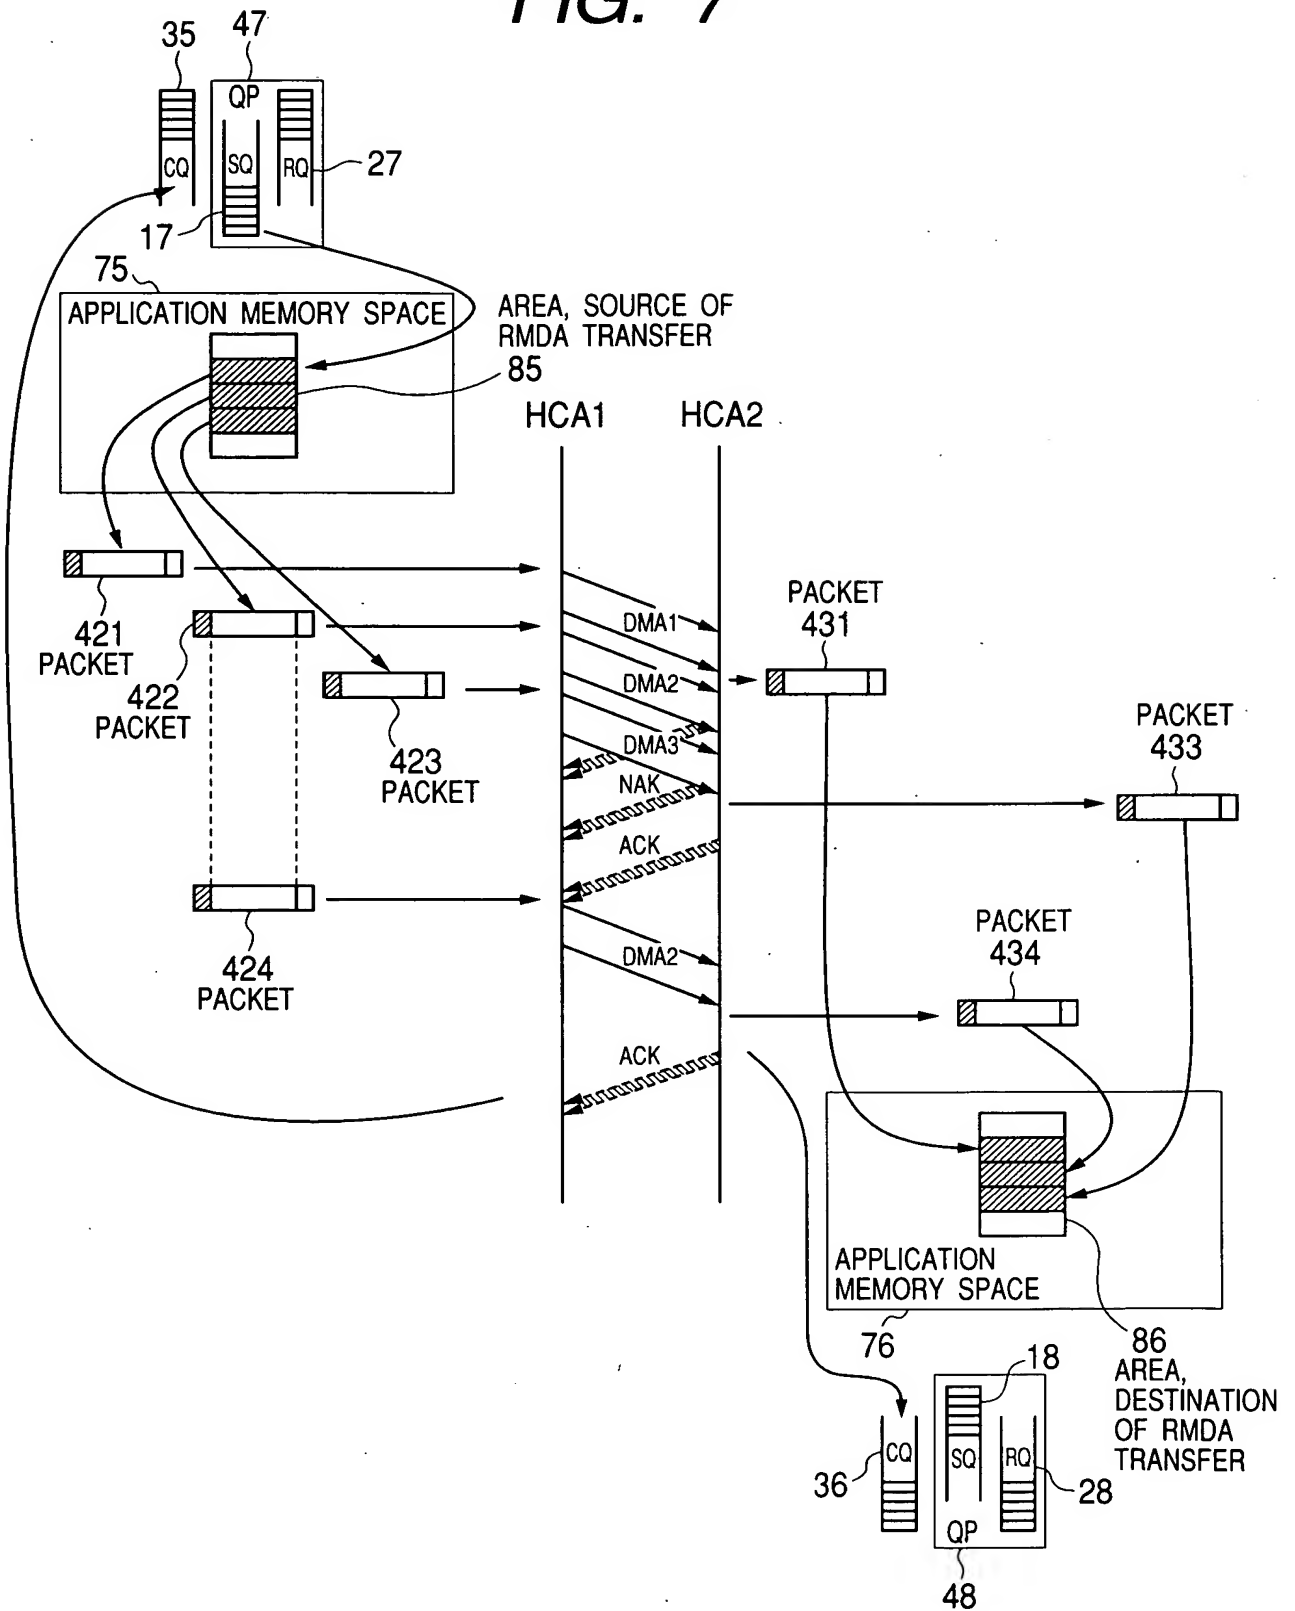 FIG. 7
35
47
QP
CQ
SQ
RQ
27
17
75
APPLICATION MEMORY SPACE
AREA, SOURCE OF
RMDA TRANSFER
85
HCA1
HCA2
421
PACKET
422
PACKET
423
PACKET
424
PACKET
DMA1
DMA2
DMA3
NAK
ACK
DMA2
ACK
PACKET
431
PACKET
433
PACKET
434
APPLICATION
MEMORY SPACE
76
86
AREA,
DESTINATION
OF RMDA
TRANSFER
18
CQ
SQ
RQ
36
28
QP
48